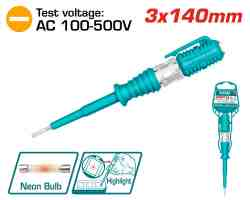 Test voltage:
AC 100-500V
3x140mm
Neon Bulb
Highlight